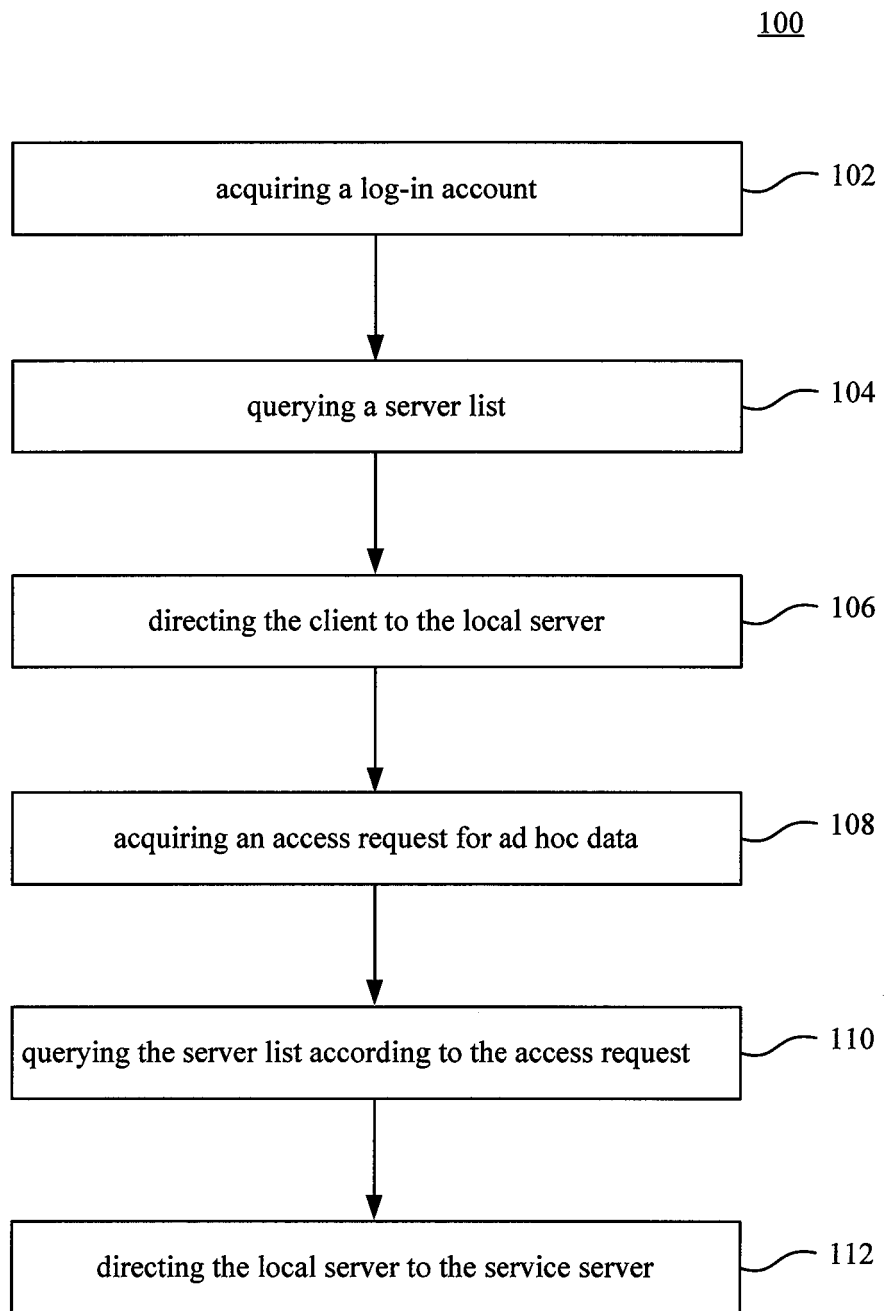 100
acquiring a log-in account
102
querying a server list
104
directing the client to the local server
106
acquiring an access request for ad hoc data
108
querying the server list according to the access request
110
directing the local server to the service server
112